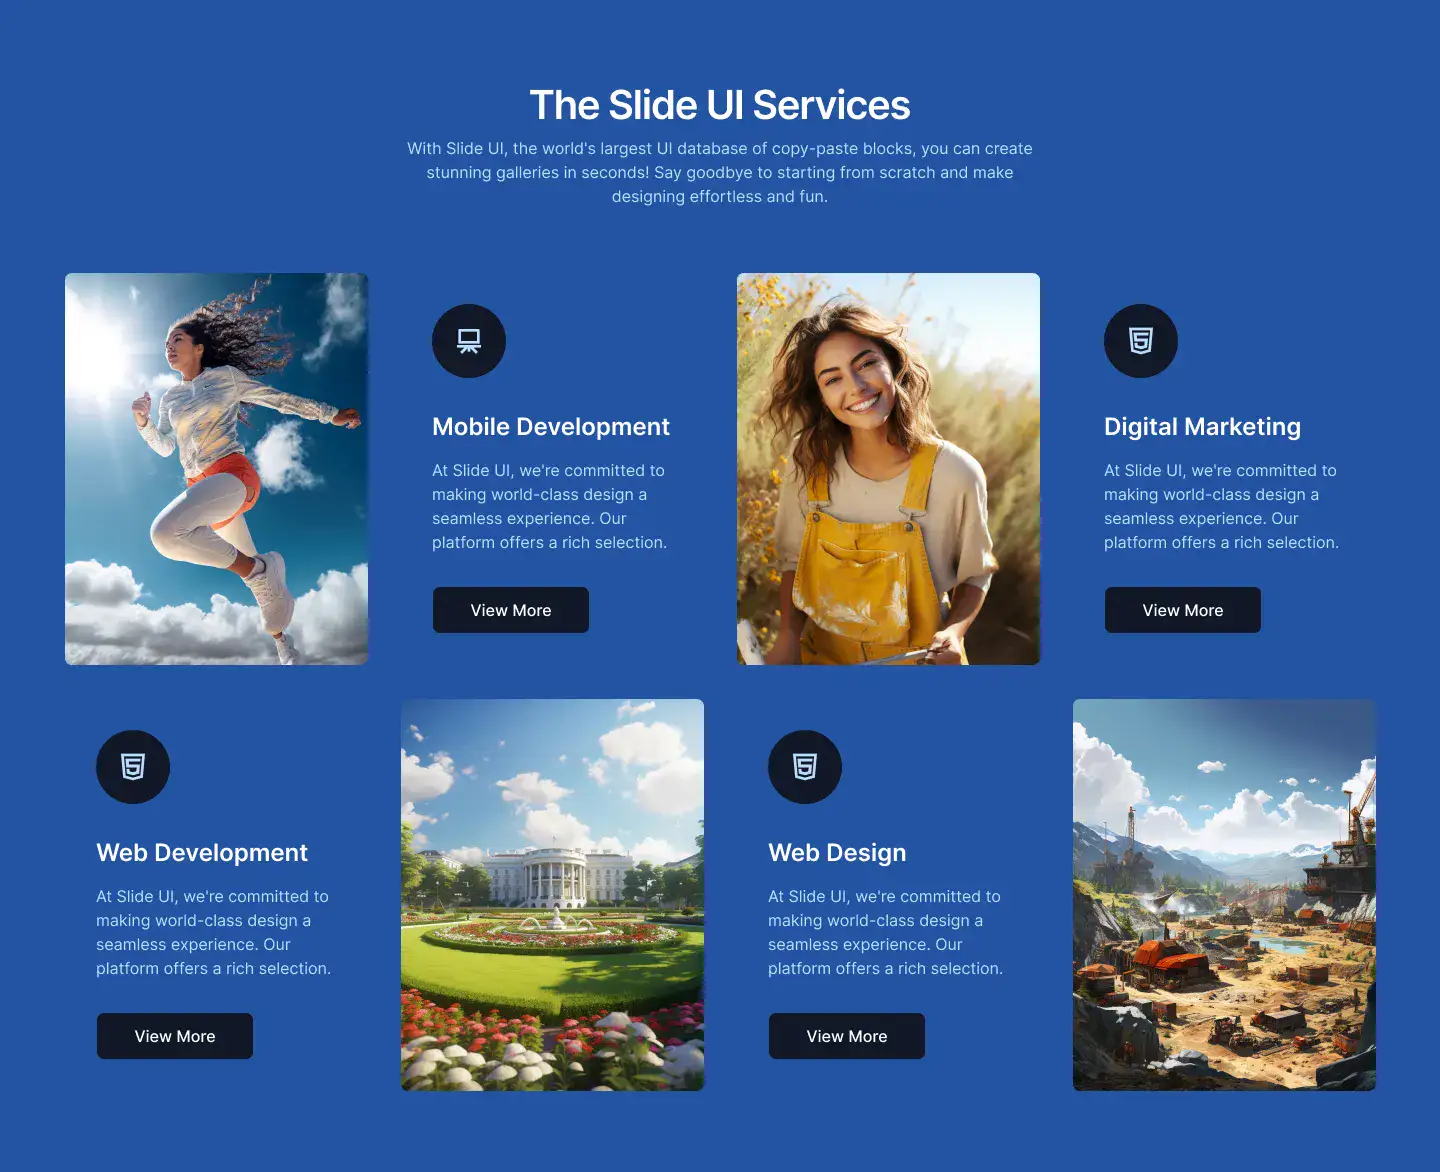 The Slide UI Services
With Slide UI, the world's largest UI database of copy-paste blocks, you can create
stunning galleries in seconds! Say goodbye to starting from scratch and make
designing effortless and fun.
Mobile Development
At Slide UI, we're committed to
making world-class design a
seamless experience. Our
platform offers a rich selection.
View More
Digital Marketing
At Slide UI, we're committed to
making world-class design a
seamless experience. Our
platform offers a rich selection.
View More
Web Development
At Slide UI, we're committed to
making world-class design a
seamless experience. Our
platform offers a rich selection.
View More
Web Design
At Slide UI, we're committed to
making world-class design a
seamless experience. Our
platform offers a rich selection.
View More